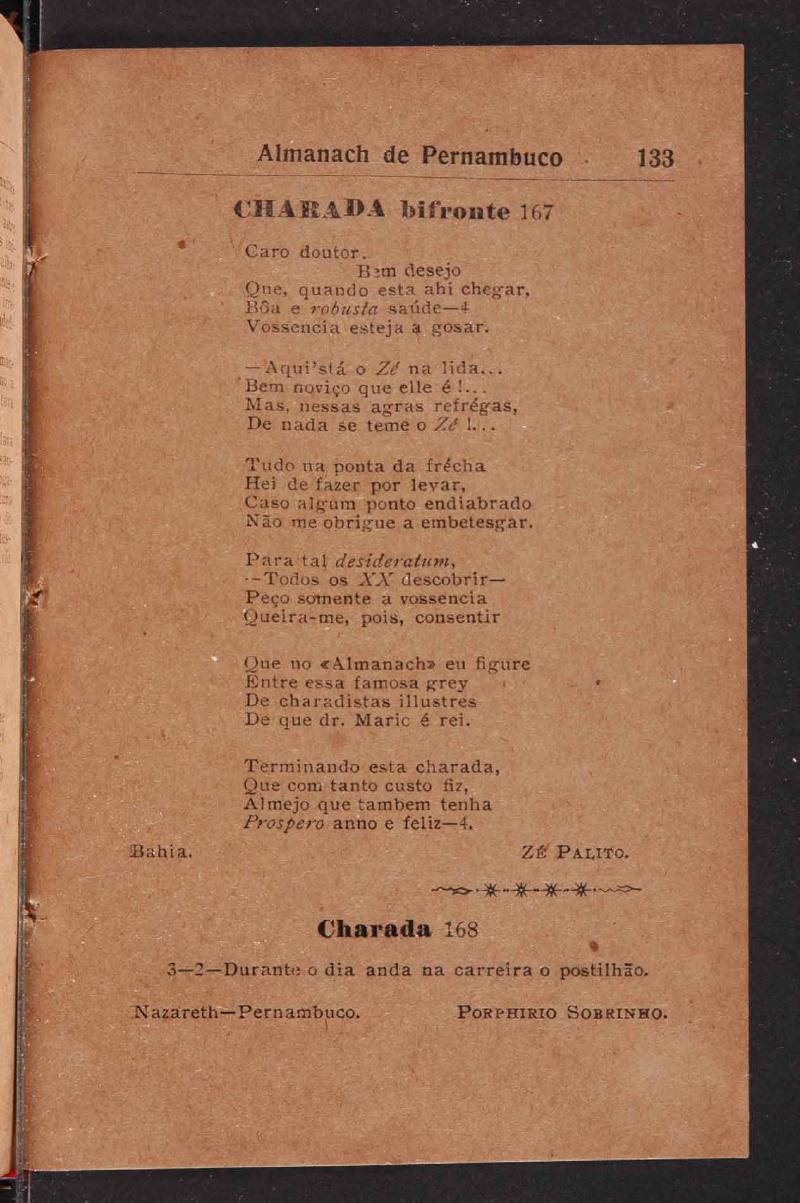 Almanach de Pernambuco 133
CHARADA bifronte 167
Caro doutor.
Bem desejo
Que, quando esta ahi chegar,
Bôa e robusta saúde—4
Vossencia esteja a gosar.
—Aqui'stá o Zé na lida...
Bem noviço que elle é!...
Mas, nessas agras refrégas,
De nada se teme o Zé!...
Tudo na ponta da frécha
Hei de fazer por levar,
Caso algum ponto endiabrado
Não me obrigue a embetesgar.
Para tal desideratum,
--Todos os XX descobrir—
Peço somente a vossencia
Queira-me, pois, consentir
Que no «Almanach» eu figure
Entre essa famosa grey
De charadistas illustres
De que dr. Maric é rei.
Terminando esta charada,
Que com tanto custo fiz,
Almejo que tambem tenha
Prospero anno e feliz—4.
Bahia. ZÉ PALITO.
Charada 168
3—2—Durante o dia anda na carreira o postilhão.
Nazareth—Pernambuco. PORPHIRIO SOBRINHO.